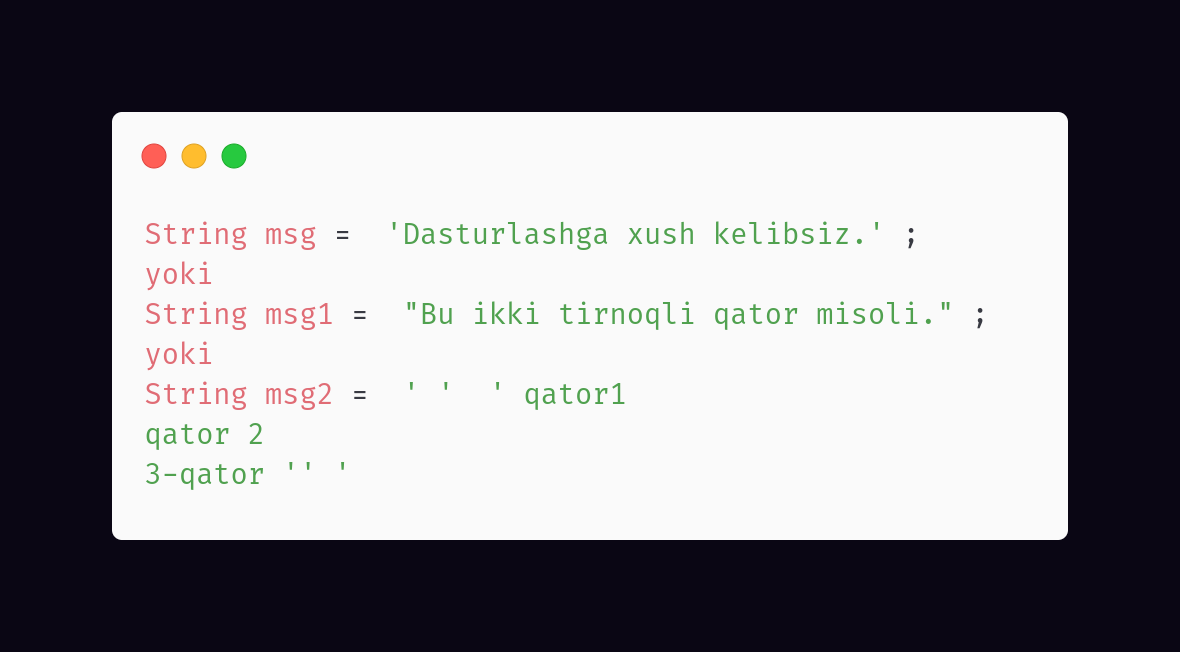 String msg =  'Dasturlashga xush kelibsiz.' ;
yoki
String msg1 =  "Bu ikki tirnoqli qator misoli." ;
yoki
String msg2 =  ' '  ' qator1
qator 2
3-qator '' '